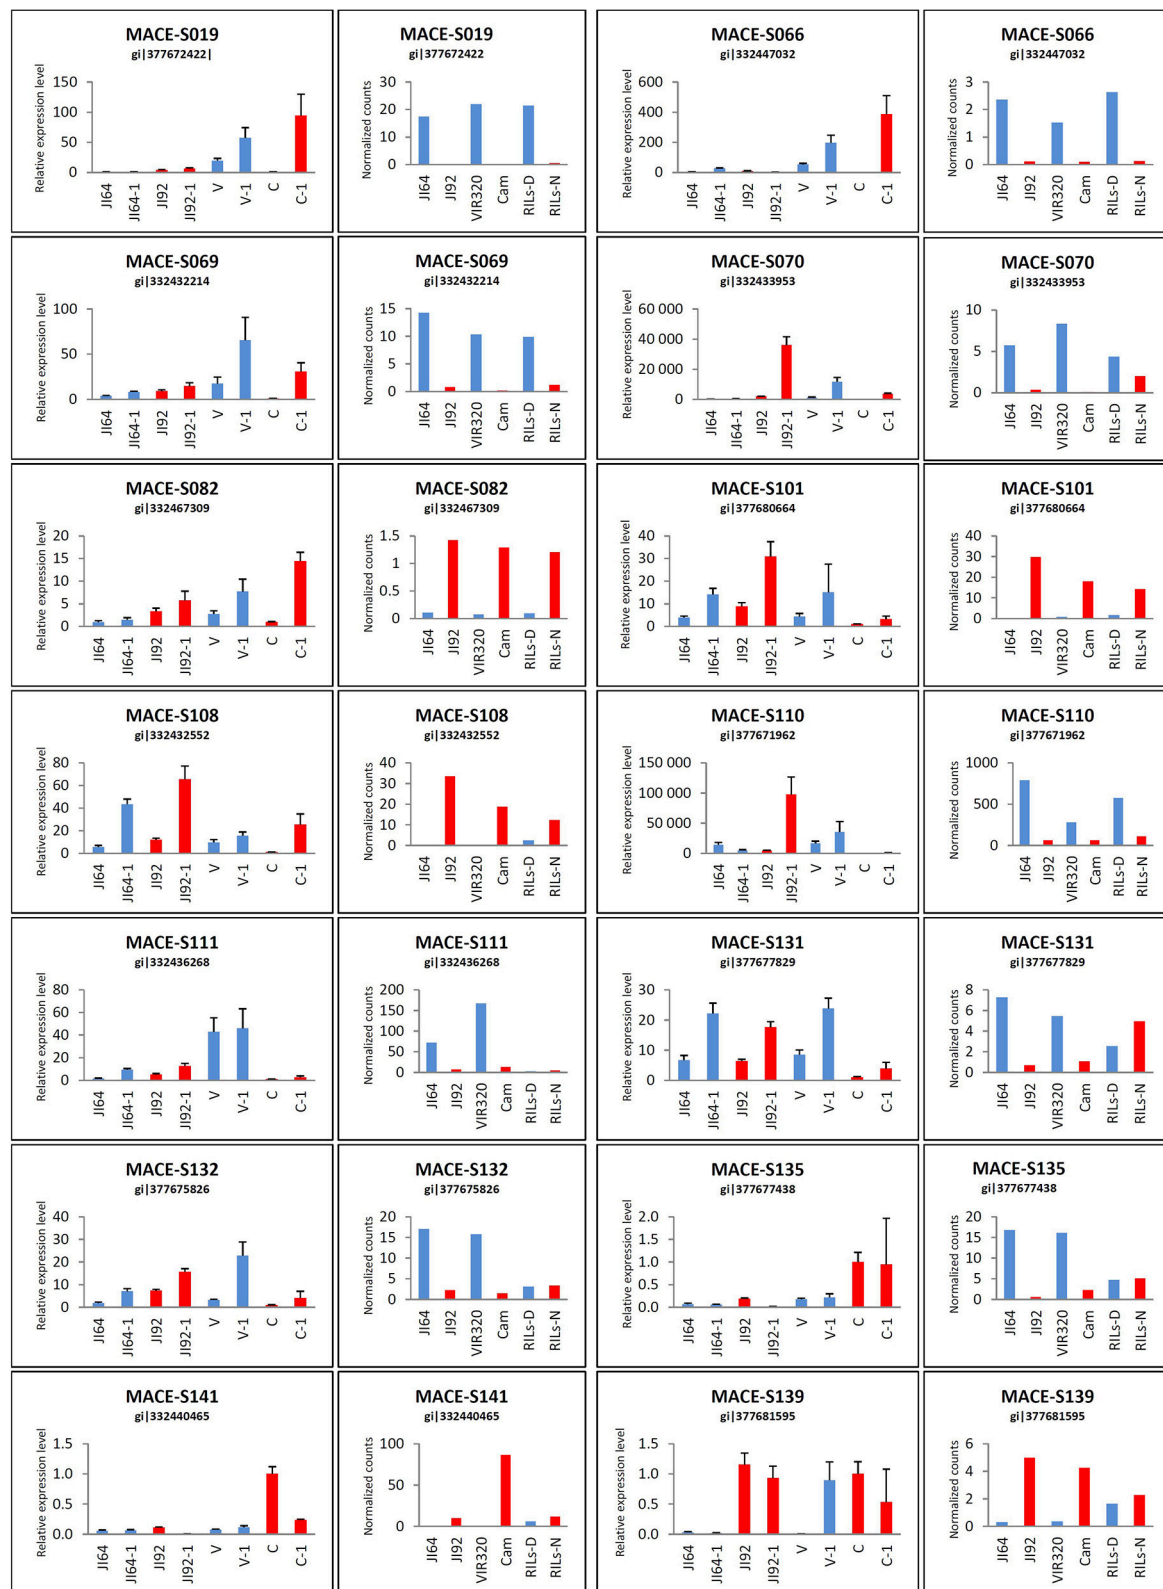 MACE-S019
gi|377672422|
Relative expression level
150
100
50
0
JI64 JI64-1 JI92 JI92-1 V V-1 C C-1
MACE-S019
gi|377672422
Normalized counts
30
20
10
0
JI64 JI92 VIR320 Cam RILs-D RILs-N
MACE-S066
gi|332447032
Relative expression level
600
400
200
0
JI64 JI64-1 JI92 JI92-1 V V-1 C C-1
MACE-S066
gi|332447032
Normalized counts
3
2
1
0
JI64 JI92 VIR320 Cam RILs-D RILs-N
MACE-S069
gi|332432214
Relative expression level
100
50
0
JI64 JI64-1 JI92 JI92-1 V V-1 C C-1
MACE-S069
gi|332432214
Normalized counts
15
10
5
0
JI64 JI92 VIR320 Cam RILs-D RILs-N
MACE-S070
gi|332433953
Relative expression level
60 000
40 000
20 000
0
JI64 JI64-1 JI92 JI92-1 V V-1 C C-1
MACE-S070
gi|332433953
Normalized counts
10
5
0
JI64 JI92 VIR320 Cam RILs-D RILs-N
MACE-S082
gi|332467309
Relative expression level
20
15
10
5
0
JI64 JI64-1 JI92 JI92-1 V V-1 C C-1
MACE-S082
gi|332467309
Normalized counts
1.5
1
0.5
0
JI64 JI92 VIR320 Cam RILs-D RILs-N
MACE-S101
gi|377680664
Relative expression level
40
30
20
10
0
JI64 JI64-1 JI92 JI92-1 V V-1 C C-1
MACE-S101
gi|377680664
Normalized counts
40
30
20
10
0
JI64 JI92 VIR320 Cam RILs-D RILs-N
MACE-S108
gi|332432552
Relative expression level
80
60
40
20
0
JI64 JI64-1 JI92 JI92-1 V V-1 C C-1
MACE-S108
gi|332432552
Normalized counts
40
30
20
10
0
JI64 JI92 VIR320 Cam RILs-D RILs-N
MACE-S110
gi|377671962
Relative expression level
150 000
100 000
50 000
0
JI64 JI64-1 JI92 JI92-1 V V-1 C C-1
MACE-S110
gi|377671962
Normalized counts
1000
500
0
JI64 JI92 VIR320 Cam RILs-D RILs-N
MACE-S111
gi|332436268
Relative expression level
80
60
40
20
0
JI64 JI64-1 JI92 JI92-1 V V-1 C C-1
MACE-S111
gi|332436268
Normalized counts
200
150
100
50
0
JI64 JI92 VIR320 Cam RILs-D RILs-N
MACE-S131
gi|377677829
Relative expression level
30
20
10
0
JI64 JI64-1 JI92 JI92-1 V V-1 C C-1
MACE-S131
gi|377677829
Normalized counts
8
6
4
2
0
JI64 JI92 VIR320 Cam RILs-D RILs-N
MACE-S132
gi|377675826
Relative expression level
40
30
20
10
0
JI64 JI64-1 JI92 JI92-1 V V-1 C C-1
MACE-S132
gi|377675826
Normalized counts
20
15
10
5
0
JI64 JI92 VIR320 Cam RILs-D RILs-N
MACE-S135
gi|377677438
Relative expression level
2.0
1.5
1.0
0.5
0.0
JI64 JI64-1 JI92 JI92-1 V V-1 C C-1
MACE-S135
gi|377677438
Normalized counts
20
15
10
5
0
JI64 JI92 VIR320 Cam RILs-D RILs-N
MACE-S141
gi|332440465
Relative expression level
1.5
1.0
0.5
0.0
JI64 JI64-1 JI92 JI92-1 V V-1 C C-1
MACE-S141
gi|332440465
Normalized counts
100
50
0
JI64 JI92 VIR320 Cam RILs-D RILs-N
MACE-S139
gi|377681595
Relative expression level
1.5
1.0
0.5
0.0
JI64 JI64-1 JI92 JI92-1 V V-1 C C-1
MACE-S139
gi|377681595
Normalized counts
6
4
2
0
JI64 JI92 VIR320 Cam RILs-D RILs-N